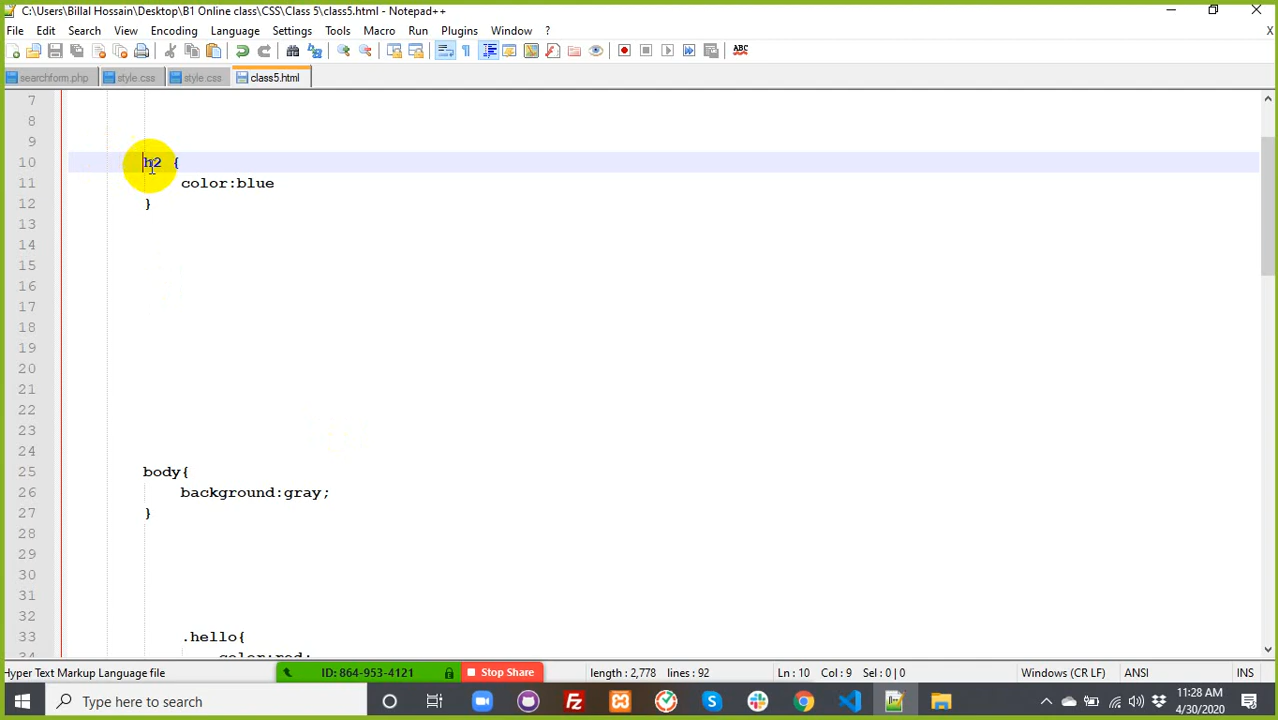 C:\Users\Billal Hossain\Desktop\B1 Online class\CSS\Class 5\class5.html - Notepad++
File Edit Search View Encoding Language Settings Tools Macro Run Plugins Window ? X
ABC
searchform.php style.css style.css class5.html
7
8
9
10 h2 {
11 color:blue
12 }
13
14
15
16
17
18
19
20
21
22
23
24
25 body{
26 background:gray;
27 }
28
29
30
31
32
33 .hello{
34 color:red;
Hyper Text Markup Language file ID: 864-953-4121 Stop Share length : 2,778 lines : 92 Ln : 10 Col : 9 Sel : 0 | 0 Windows (CR LF) ANSI INS
Type here to search
11:28 AM
4/30/2020